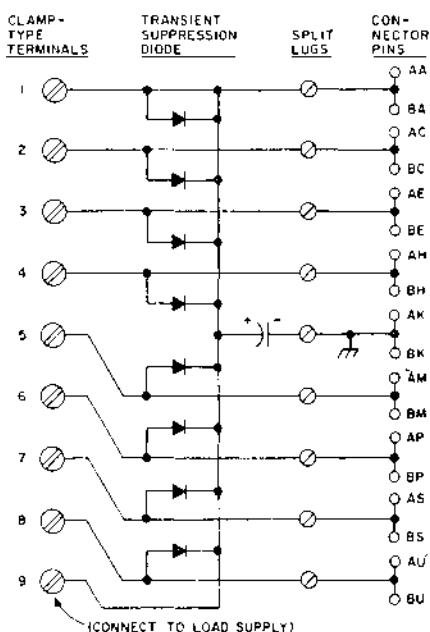 CLAMP-
TYPE
TERMINALS
TRANSIENT
SUPPRESSION
DIODE
SPLIT
LUGS
CON-
NECTOR
PINS
1
AA
BA
2
AC
BC
3
AE
BE
4
AH
BH
5
+ -
AK
BK
6
AM
BM
7
AP
BP
8
AS
BS
9
AU
BU
(CONNECT TO LOAD SUPPLY)